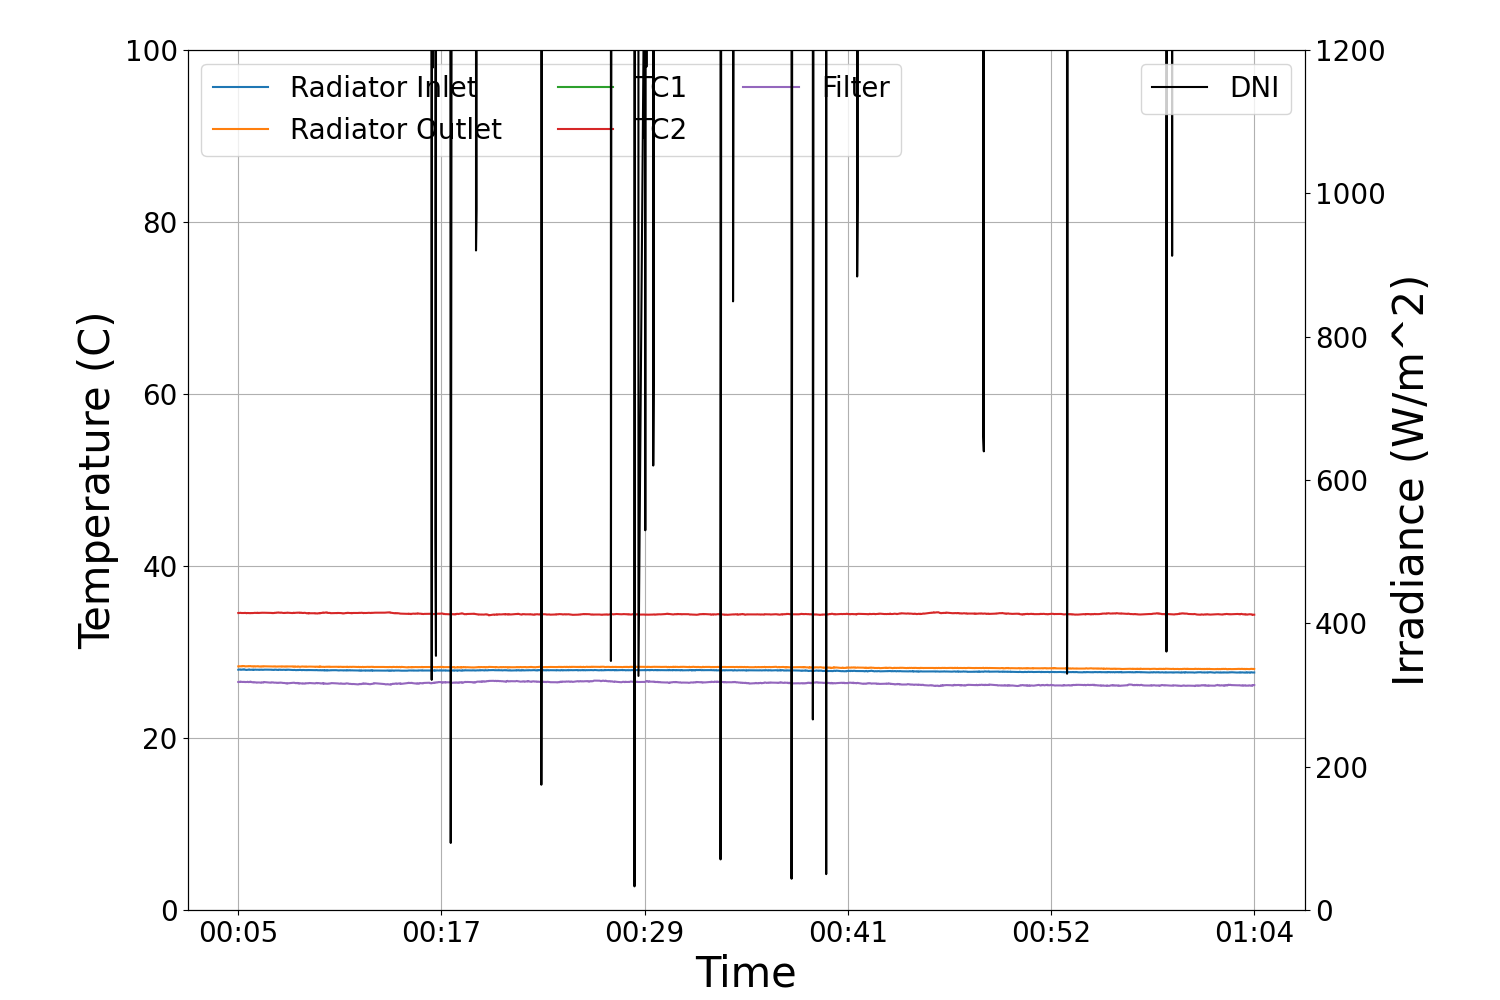 Radiator Inlet
Radiator Outlet
TC1
TC2
Filter
DNI
100
80
60
40
20
0
Temperature (C)
1200
1000
800
600
400
200
0
Irradiance (W/m^2)
00:05 00:17 00:29 00:41 00:52 01:04
Time